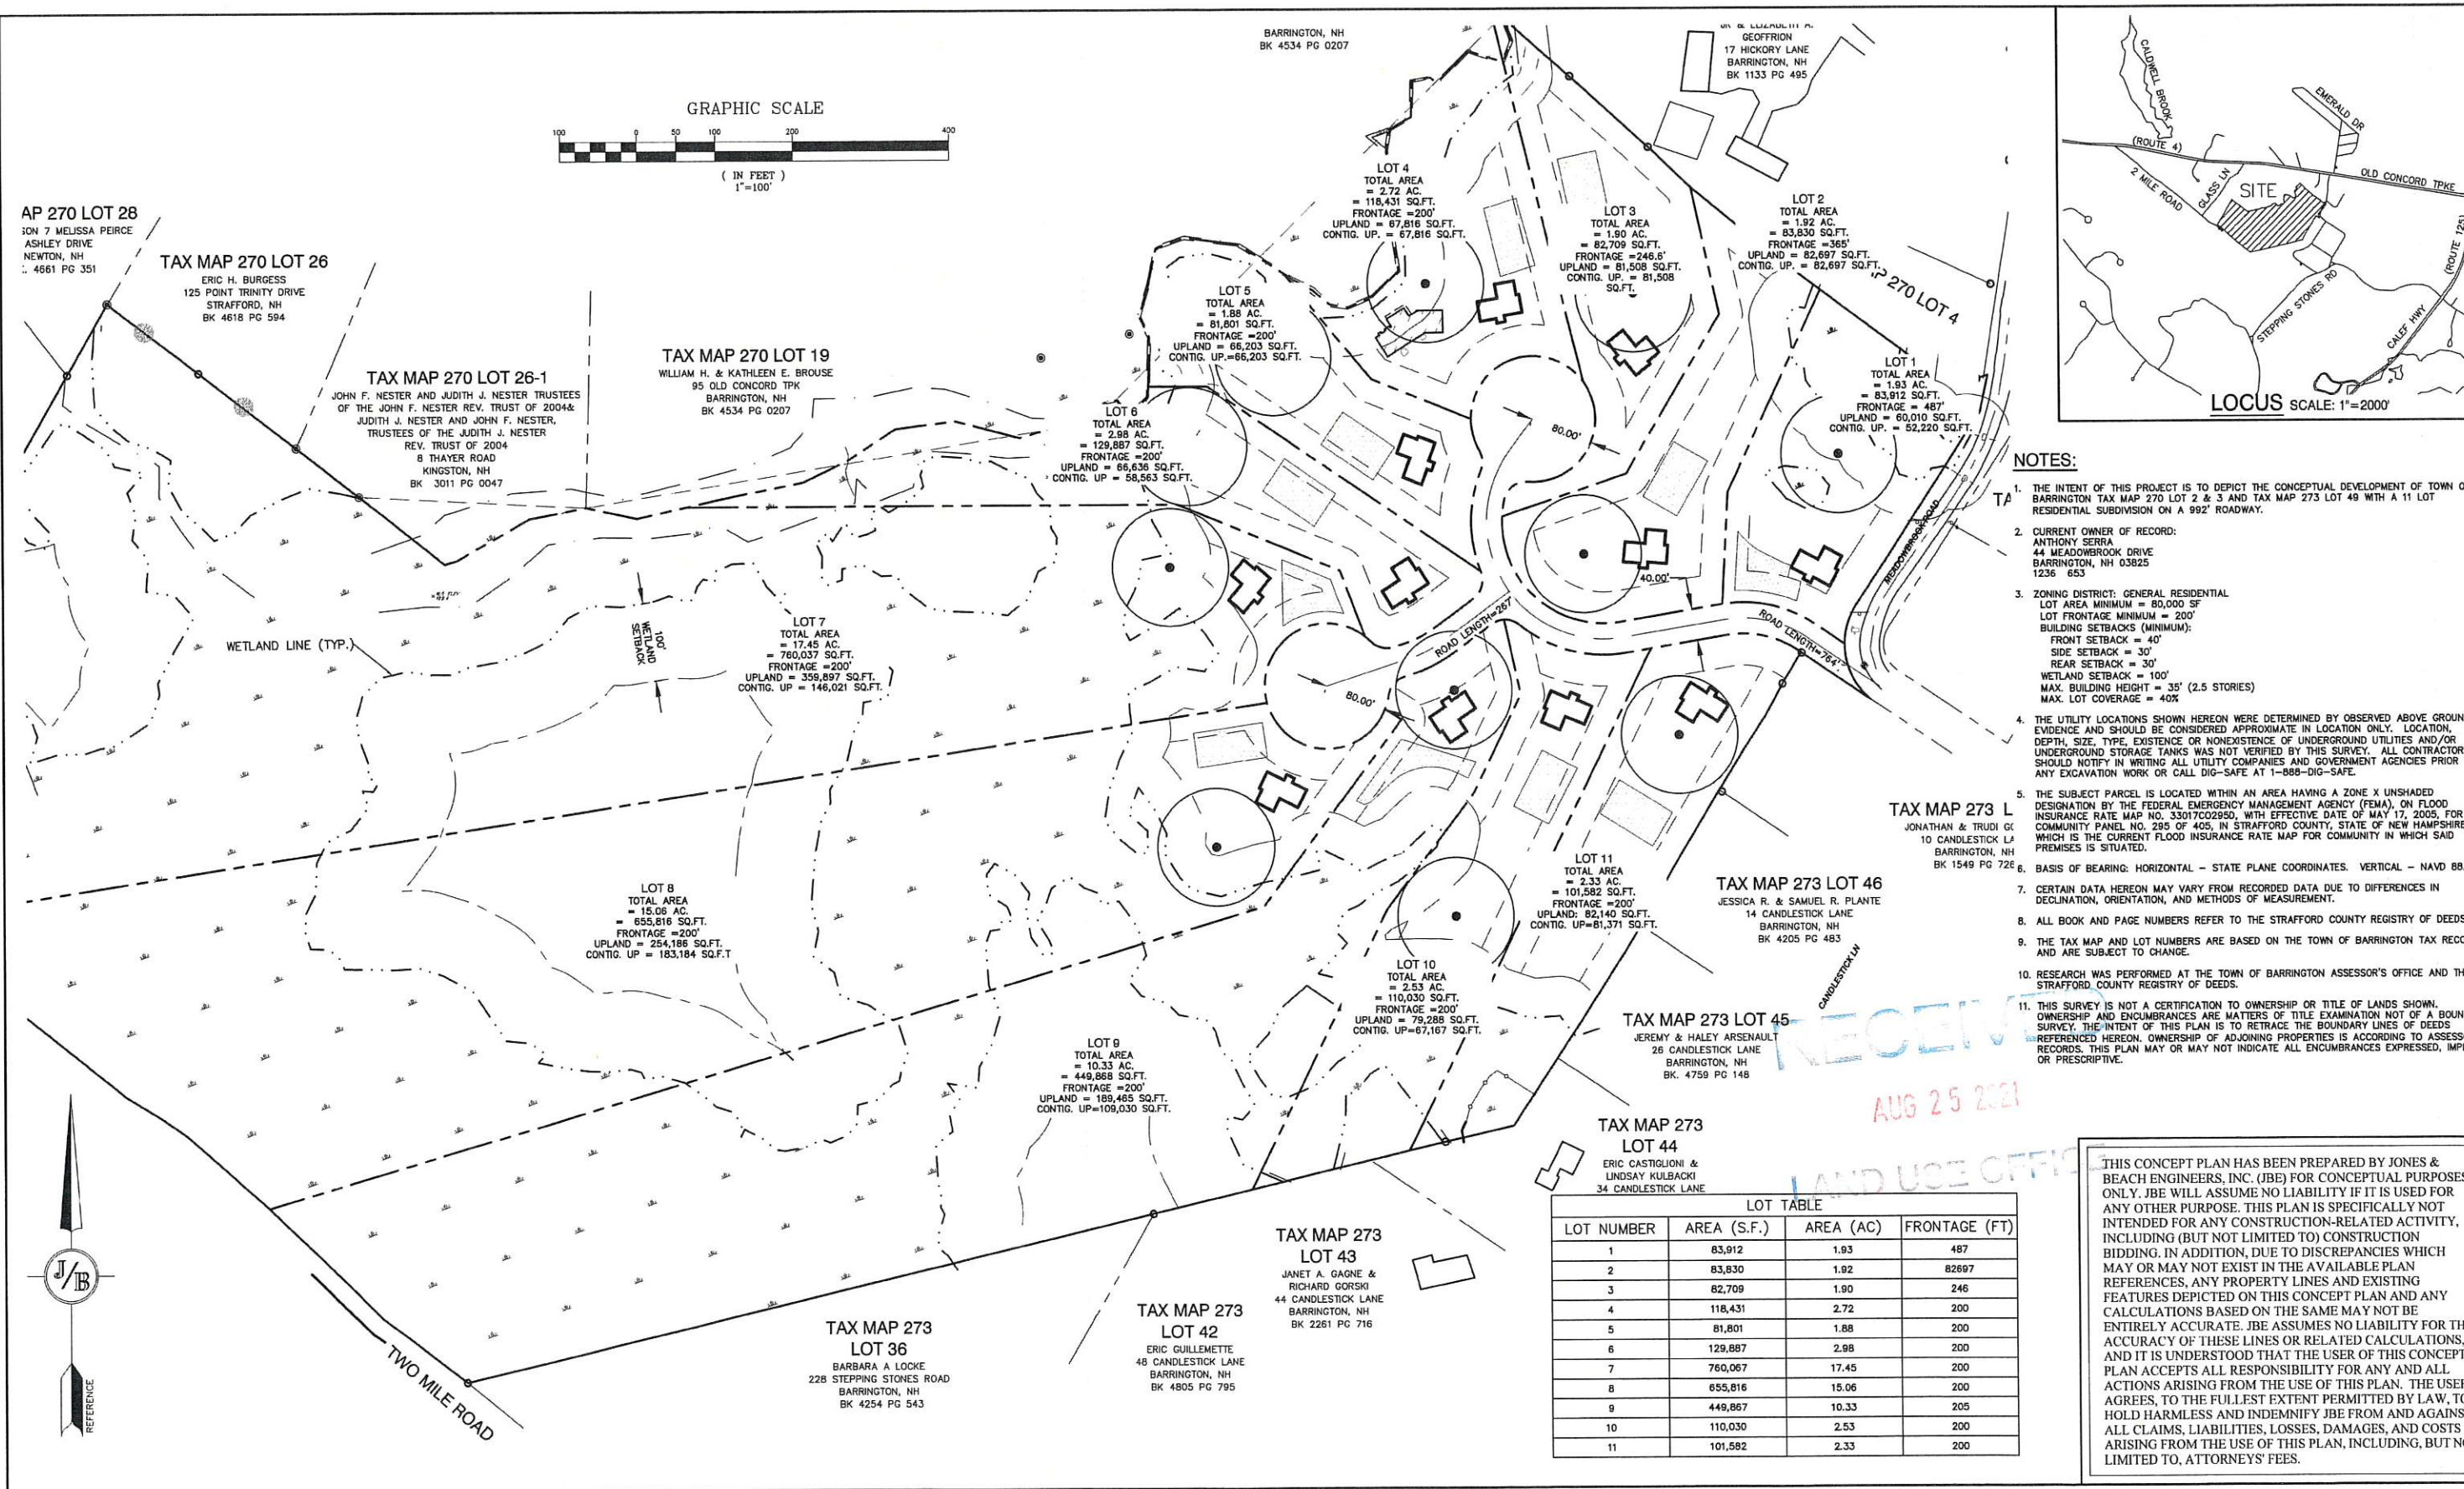 BARRINGTON, NH
BK 4534 PG 0207
GEOFFRION
17 HICKORY LANE
BARRINGTON, NH
BK 1133 PG 495
GRAPHIC SCALE
100 0 50 100 200 400
( IN FEET )
1"=100'
AP 270 LOT 28
SON 7 MELISSA PEIRCE
ASHLEY DRIVE
NEWTON, NH
4661 PG 351
TAX MAP 270 LOT 26
ERIC H. BURGESS
125 POINT TRINITY DRIVE
STRAFFORD, NH
BK 4618 PG 594
TAX MAP 270 LOT 26-1
JOHN F. NESTER AND JUDITH J. NESTER TRUSTEES
OF THE JOHN F. NESTER REV. TRUST OF 2004&
JUDITH J. NESTER AND JOHN F. NESTER,
TRUSTEES OF THE JUDITH J. NESTER
REV. TRUST OF 2004
8 THAYER ROAD
KINGSTON, NH
BK 3011 PG 0047
TAX MAP 270 LOT 19
WILLIAM H. & KATHLEEN E. BROUSE
95 OLD CONCORD TPK
BARRINGTON, NH
BK 4534 PG 0207
LOT 4
TOTAL AREA
= 2.72 AC.
= 118,431 SQ.FT.
FRONTAGE =200'
UPLAND = 67,816 SQ.FT.
CONTIG. UP. = 67,816 SQ.FT.
LOT 3
TOTAL AREA
= 1.90 AC.
= 82,709 SQ.FT.
FRONTAGE =246.6'
UPLAND = 81,508 SQ.FT.
CONTIG. UP. = 81,508
SQ.FT.
LOT 2
TOTAL AREA
= 1.92 AC.
= 83,830 SQ.FT.
FRONTAGE =365'
UPLAND = 82,697 SQ.FT.
CONTIG. UP. = 82,697 SQ.FT.
P 270 LOT 4
LOT 5
TOTAL AREA
= 1.88 AC.
= 81,801 SQ.FT.
FRONTAGE =200'
UPLAND = 66,203 SQ.FT.
CONTIG. UP.=66,203 SQ.FT.
LOT 1
TOTAL AREA
= 1.93 AC.
= 83,912 SQ.FT.
FRONTAGE = 487'
UPLAND = 60,010 SQ.FT.
CONTIG. UP. = 52,220 SQ.FT.
LOT 6
TOTAL AREA
= 2.98 AC.
= 129,887 SQ.FT.
FRONTAGE =200'
UPLAND = 66,636 SQ.FT.
CONTIG. UP = 58,563 SQ.FT.
80.00'
40.00'
MEADOWBROOK ROAD
ROAD LENGTH=267'
ROAD LENGTH=764'
80.00'
TA
WETLAND LINE (TYP.)
100'
WETLAND
SETBACK
LOT 7
TOTAL AREA
= 17.45 AC.
= 760,037 SQ.FT.
FRONTAGE =200'
UPLAND = 359,897 SQ.FT.
CONTIG. UP = 146,021 SQ.FT.
LOT 8
TOTAL AREA
= 15.06 AC.
= 655,816 SQ.FT.
FRONTAGE =200'
UPLAND = 254,186 SQ.FT.
CONTIG. UP = 183,184 SQ.F.T
LOT 9
TOTAL AREA
= 10.33 AC.
= 449,868 SQ.FT.
FRONTAGE =200'
UPLAND = 189,465 SQ.FT.
CONTIG. UP=109,030 SQ.FT.
LOT 10
TOTAL AREA
= 2.53 AC.
= 110,030 SQ.FT.
FRONTAGE =200'
UPLAND = 79,288 SQ.FT.
CONTIG. UP=67,167 SQ.FT.
LOT 11
TOTAL AREA
= 2.33 AC.
= 101,582 SQ.FT.
FRONTAGE =200'
UPLAND: 82,140 SQ.FT.
CONTIG. UP=81,371 SQ.FT.
TAX MAP 273 L
JONATHAN & TRUDI GO
10 CANDLESTICK LA
BARRINGTON, NH
BK 1549 PG 726
TAX MAP 273 LOT 46
JESSICA R. & SAMUEL R. PLANTE
14 CANDLESTICK LANE
BARRINGTON, NH
BK 4205 PG 483
CANDLESTICK LN
TAX MAP 273 LOT 45
JEREMY & HALEY ARSENAULT
26 CANDLESTICK LANE
BARRINGTON, NH
BK. 4759 PG 148
TAX MAP 273
LOT 44
ERIC CASTIGLIONI &
LINDSAY KULBACKI
34 CANDLESTICK LANE
TAX MAP 273
LOT 43
JANET A. GAGNE &
RICHARD GORSKI
44 CANDLESTICK LANE
BARRINGTON, NH
BK 2261 PG 716
TAX MAP 273
LOT 42
ERIC GUILLEMETTE
48 CANDLESTICK LANE
BARRINGTON, NH
BK 4805 PG 795
TAX MAP 273
LOT 36
BARBARA A LOCKE
228 STEPPING STONES ROAD
BARRINGTON, NH
BK 4254 PG 543
TWO MILE ROAD
J/B
REFERENCE
CALDWELL BROOK
EMERALD DR
(ROUTE 4)
OLD CONCORD TPKE
2 MILE ROAD
GLASS LN
SITE
STEPPING STONES RD
CALEF HWY
(ROUTE 125)
LOCUS SCALE: 1"=2000'
NOTES:
1. THE INTENT OF THIS PROJECT IS TO DEPICT THE CONCEPTUAL DEVELOPMENT OF TOWN O
BARRINGTON TAX MAP 270 LOT 2 & 3 AND TAX MAP 273 LOT 49 WITH A 11 LOT
RESIDENTIAL SUBDIVISION ON A 992' ROADWAY.
2. CURRENT OWNER OF RECORD:
ANTHONY SERRA
44 MEADOWBROOK DRIVE
BARRINGTON, NH 03825
1236 653
3. ZONING DISTRICT: GENERAL RESIDENTIAL
LOT AREA MINIMUM = 80,000 SF
LOT FRONTAGE MINIMUM = 200'
BUILDING SETBACKS (MINIMUM):
FRONT SETBACK = 40'
SIDE SETBACK = 30'
REAR SETBACK = 30'
WETLAND SETBACK = 100'
MAX. BUILDING HEIGHT = 35' (2.5 STORIES)
MAX. LOT COVERAGE = 40%
4. THE UTILITY LOCATIONS SHOWN HEREON WERE DETERMINED BY OBSERVED ABOVE GROUN
EVIDENCE AND SHOULD BE CONSIDERED APPROXIMATE IN LOCATION ONLY. LOCATION,
DEPTH, SIZE, TYPE, EXISTENCE OR NONEXISTENCE OF UNDERGROUND UTILITIES AND/OR
UNDERGROUND STORAGE TANKS WAS NOT VERIFIED BY THIS SURVEY. ALL CONTRACTOR
SHOULD NOTIFY IN WRITING ALL UTILITY COMPANIES AND GOVERNMENT AGENCIES PRIOR
ANY EXCAVATION WORK OR CALL DIG-SAFE AT 1-888-DIG-SAFE.
5. THE SUBJECT PARCEL IS LOCATED WITHIN AN AREA HAVING A ZONE X UNSHADED
DESIGNATION BY THE FEDERAL EMERGENCY MANAGEMENT AGENCY (FEMA), ON FLOOD
INSURANCE RATE MAP NO. 33017C0295D, WITH EFFECTIVE DATE OF MAY 17, 2005, FOR
COMMUNITY PANEL NO. 295 OF 405, IN STRAFFORD COUNTY, STATE OF NEW HAMPSHIRE
WHICH IS THE CURRENT FLOOD INSURANCE RATE MAP FOR COMMUNITY IN WHICH SAID
PREMISES IS SITUATED.
6. BASIS OF BEARING: HORIZONTAL - STATE PLANE COORDINATES. VERTICAL - NAVD 88.
7. CERTAIN DATA HEREON MAY VARY FROM RECORDED DATA DUE TO DIFFERENCES IN
DECLINATION, ORIENTATION, AND METHODS OF MEASUREMENT.
8. ALL BOOK AND PAGE NUMBERS REFER TO THE STRAFFORD COUNTY REGISTRY OF DEEDS
9. THE TAX MAP AND LOT NUMBERS ARE BASED ON THE TOWN OF BARRINGTON TAX RECO
AND ARE SUBJECT TO CHANGE.
10. RESEARCH WAS PERFORMED AT THE TOWN OF BARRINGTON ASSESSOR'S OFFICE AND TH
STRAFFORD COUNTY REGISTRY OF DEEDS.
11. THIS SURVEY IS NOT A CERTIFICATION TO OWNERSHIP OR TITLE OF LANDS SHOWN.
OWNERSHIP AND ENCUMBRANCES ARE MATTERS OF TITLE EXAMINATION NOT OF A BOUN
SURVEY. THE INTENT OF THIS PLAN IS TO RETRACE THE BOUNDARY LINES OF DEEDS
REFERENCED HEREON. OWNERSHIP OF ADJOINING PROPERTIES IS ACCORDING TO ASSESS
RECORDS. THIS PLAN MAY OR MAY NOT INDICATE ALL ENCUMBRANCES EXPRESSED, IMP
OR PRESCRIPTIVE.
RECEIVED
AUG 25 2021
LAND USE OFFICE
LOT TABLE
LOT NUMBER AREA (S.F.) AREA (AC) FRONTAGE (FT)
1 83,912 1.93 487
2 83,830 1.92 82697
3 82,709 1.90 246
4 118,431 2.72 200
5 81,801 1.88 200
6 129,887 2.98 200
7 760,067 17.45 200
8 655,816 15.06 200
9 449,867 10.33 205
10 110,030 2.53 200
11 101,582 2.33 200
THIS CONCEPT PLAN HAS BEEN PREPARED BY JONES &
BEACH ENGINEERS, INC. (JBE) FOR CONCEPTUAL PURPOSES
ONLY. JBE WILL ASSUME NO LIABILITY IF IT IS USED FOR
ANY OTHER PURPOSE. THIS PLAN IS SPECIFICALLY NOT
INTENDED FOR ANY CONSTRUCTION-RELATED ACTIVITY,
INCLUDING (BUT NOT LIMITED TO) CONSTRUCTION
BIDDING. IN ADDITION, DUE TO DISCREPANCIES WHICH
MAY OR MAY NOT EXIST IN THE AVAILABLE PLAN
REFERENCES, ANY PROPERTY LINES AND EXISTING
FEATURES DEPICTED ON THIS CONCEPT PLAN AND ANY
CALCULATIONS BASED ON THE SAME MAY NOT BE
ENTIRELY ACCURATE. JBE ASSUMES NO LIABILITY FOR TH
ACCURACY OF THESE LINES OR RELATED CALCULATIONS,
AND IT IS UNDERSTOOD THAT THE USER OF THIS CONCEPT
PLAN ACCEPTS ALL RESPONSIBILITY FOR ANY AND ALL
ACTIONS ARISING FROM THE USE OF THIS PLAN. THE USER
AGREES, TO THE FULLEST EXTENT PERMITTED BY LAW, TO
HOLD HARMLESS AND INDEMNIFY JBE FROM AND AGAINS
ALL CLAIMS, LIABILITIES, LOSSES, DAMAGES, AND COSTS
ARISING FROM THE USE OF THIS PLAN, INCLUDING, BUT NO
LIMITED TO, ATTORNEYS' FEES.